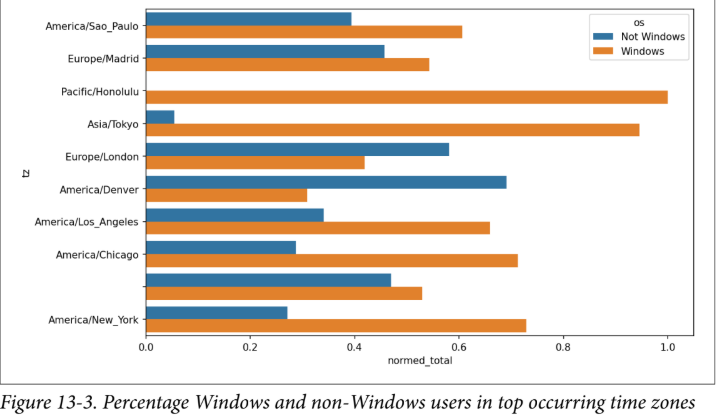 America/Sao_Paulo
Europe/Madrid
Pacific/Honolulu
Asia/Tokyo
Europe/London
America/Denver
America/Los_Angeles
America/Chicago
America/New_York
tz
os
Not Windows
Windows
0.0 0.2 0.4 0.6 0.8 1.0
normed_total
Figure 13-3. Percentage Windows and non-Windows users in top occurring time zones